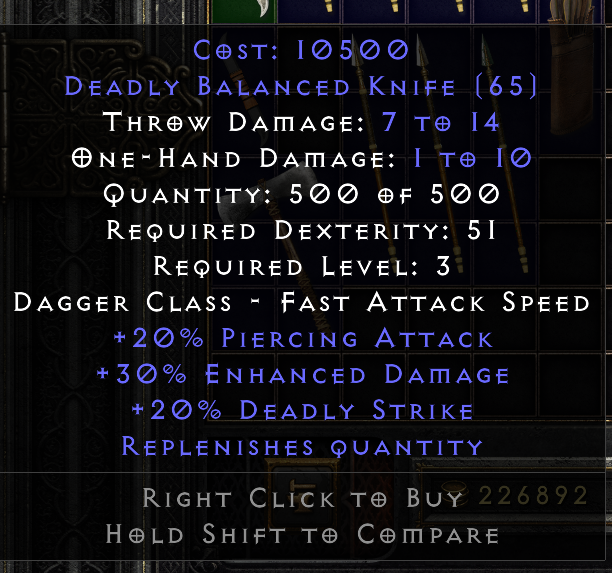 Cost: 10500
Deadly Balanced Knife (65)
Throw Damage: 7 to 14
One-Hand Damage: 1 to 10
Quantity: 500 of 500
Required Dexterity: 51
Required Level: 3
Dagger Class - Fast Attack Speed
+20% Piercing Attack
+30% Enhanced Damage
+20% Deadly Strike
Replenishes quantity
Right Click to Buy
226892
Hold Shift to Compare